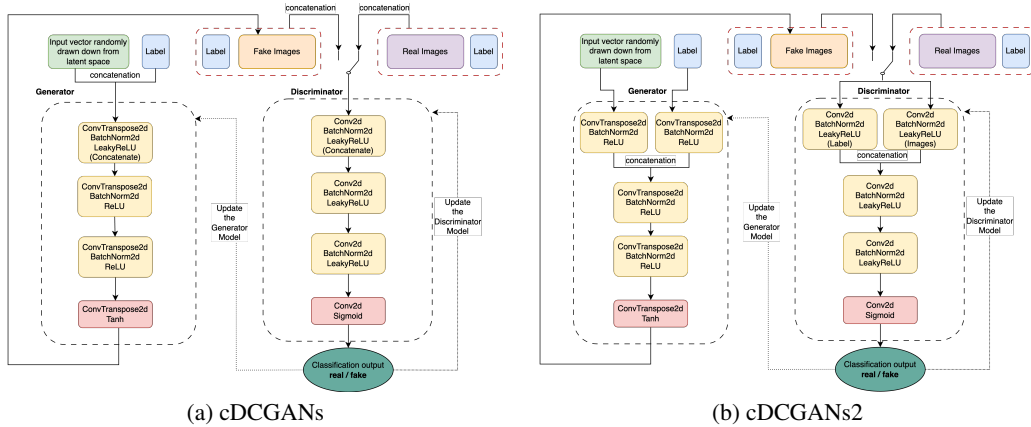 concatenation
concatenation
Input vector randomly
drawn down from
latent space
Label
Label
Fake Images
Real Images
Label
concatenation
Generator
Discriminator
ConvTranspose2d
BatchNorm2d
LeakyReLU
(Concatenate)
ConvTranspose2d
BatchNorm2d
ReLU
ConvTranspose2d
BatchNorm2d
ReLU
ConvTranspose2d
Tanh
Update
the
Generator
Model
Conv2d
BatchNorm2d
LeakyReLU
(Concatenate)
Conv2d
BatchNorm2d
LeakyReLU
Conv2d
BatchNorm2d
LeakyReLU
Conv2d
Sigmoid
Update
the
Discriminator
Model
Classification output
real / fake
(a) cDCGANs
Input vector randomly
drawn down from
latent space
Label
Label
Fake Images
Real Images
Label
Generator
Discriminator
ConvTranspose2d
BatchNorm2d
ReLU
ConvTranspose2d
BatchNorm2d
ReLU
concatenation
ConvTranspose2d
BatchNorm2d
ReLU
ConvTranspose2d
BatchNorm2d
ReLU
ConvTranspose2d
Tanh
Update
the
Generator
Model
Conv2d
BatchNorm2d
LeakyReLU
(Label)
Conv2d
BatchNorm2d
LeakyReLU
(Images)
concatenation
Conv2d
BatchNorm2d
LeakyReLU
Conv2d
BatchNorm2d
LeakyReLU
Conv2d
Sigmoid
Update
the
Discriminator
Model
Classification output
real / fake
(b) cDCGANs2